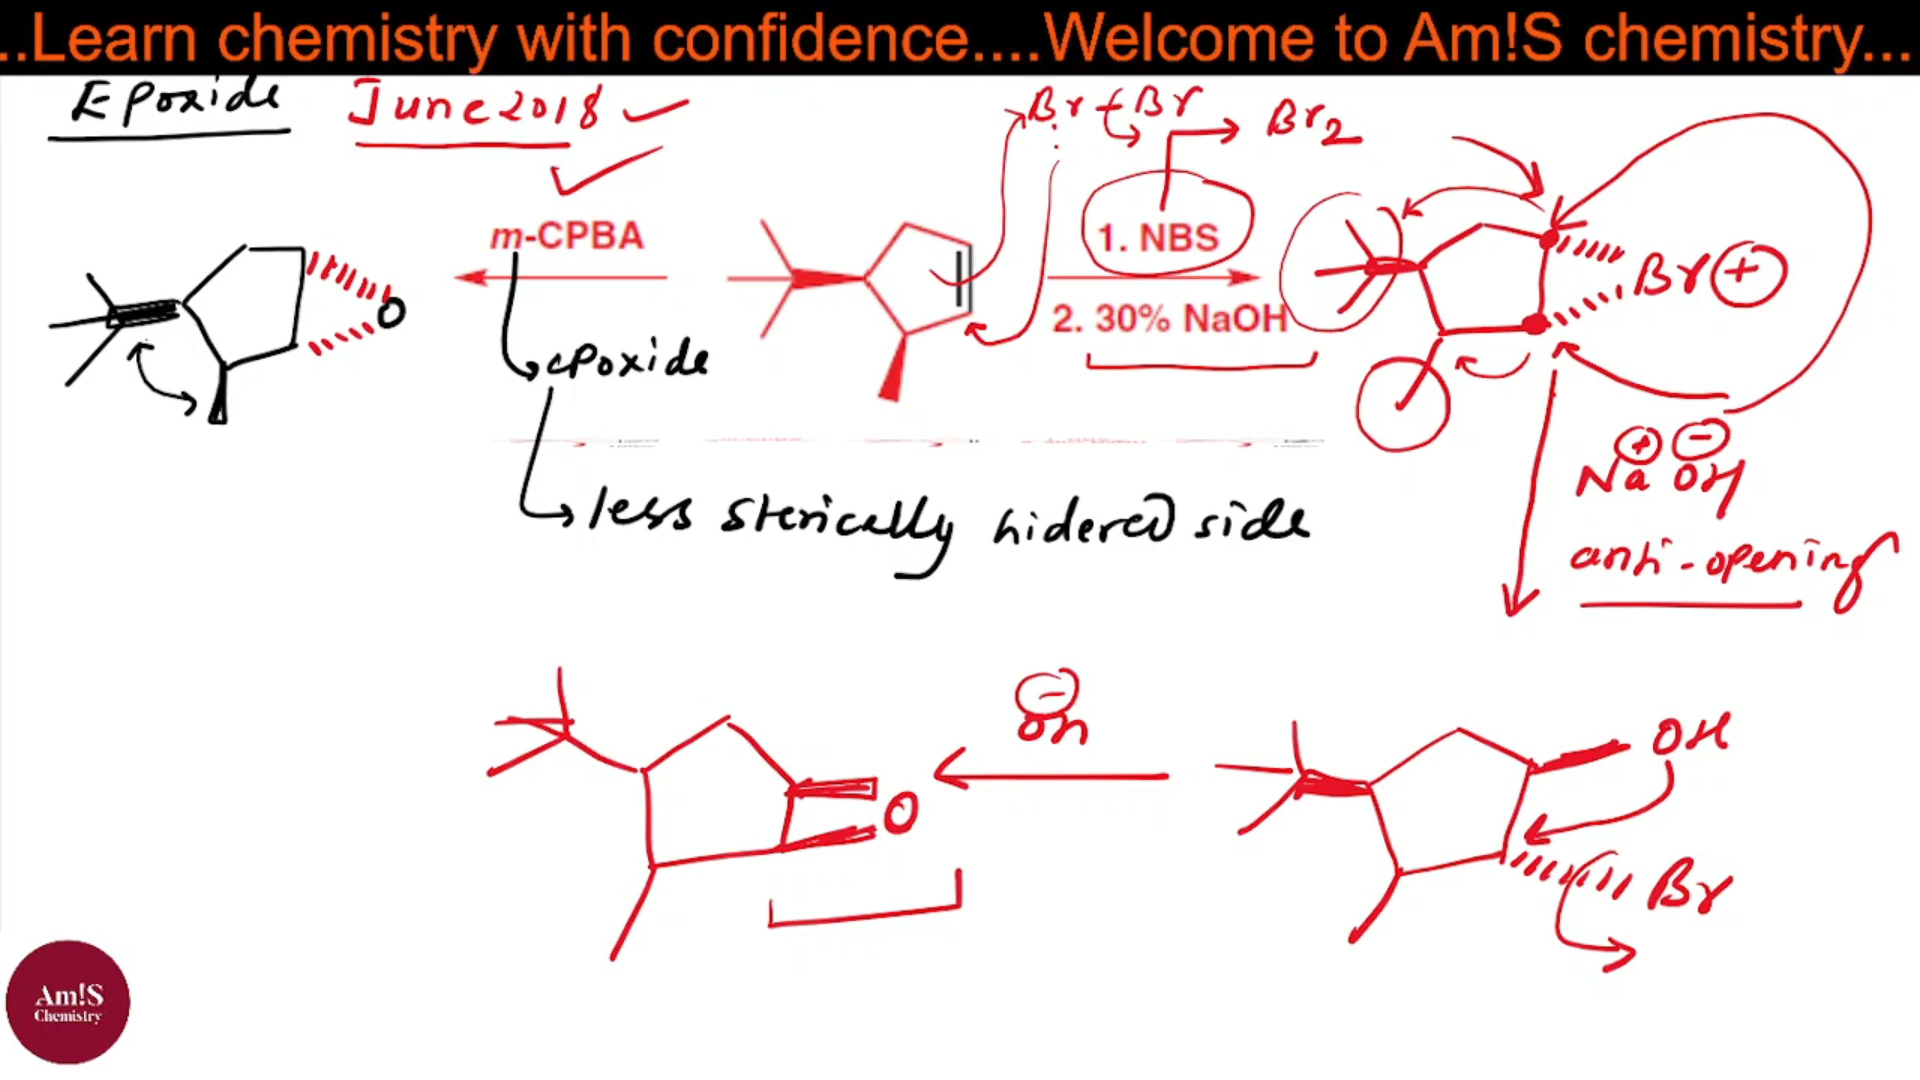 ..Learn chemistry with confidence....Welcome to Am!S chemistry...
Epoxide
June 2018
Br-Br
Br2
m-CPBA
1. NBS
2. 30% NaOH
Br +
O
epoxide
less sterically hidered side
+ -
Na OH
anti-opening
-
OH
OH
O
Br
Am!S
Chemistry